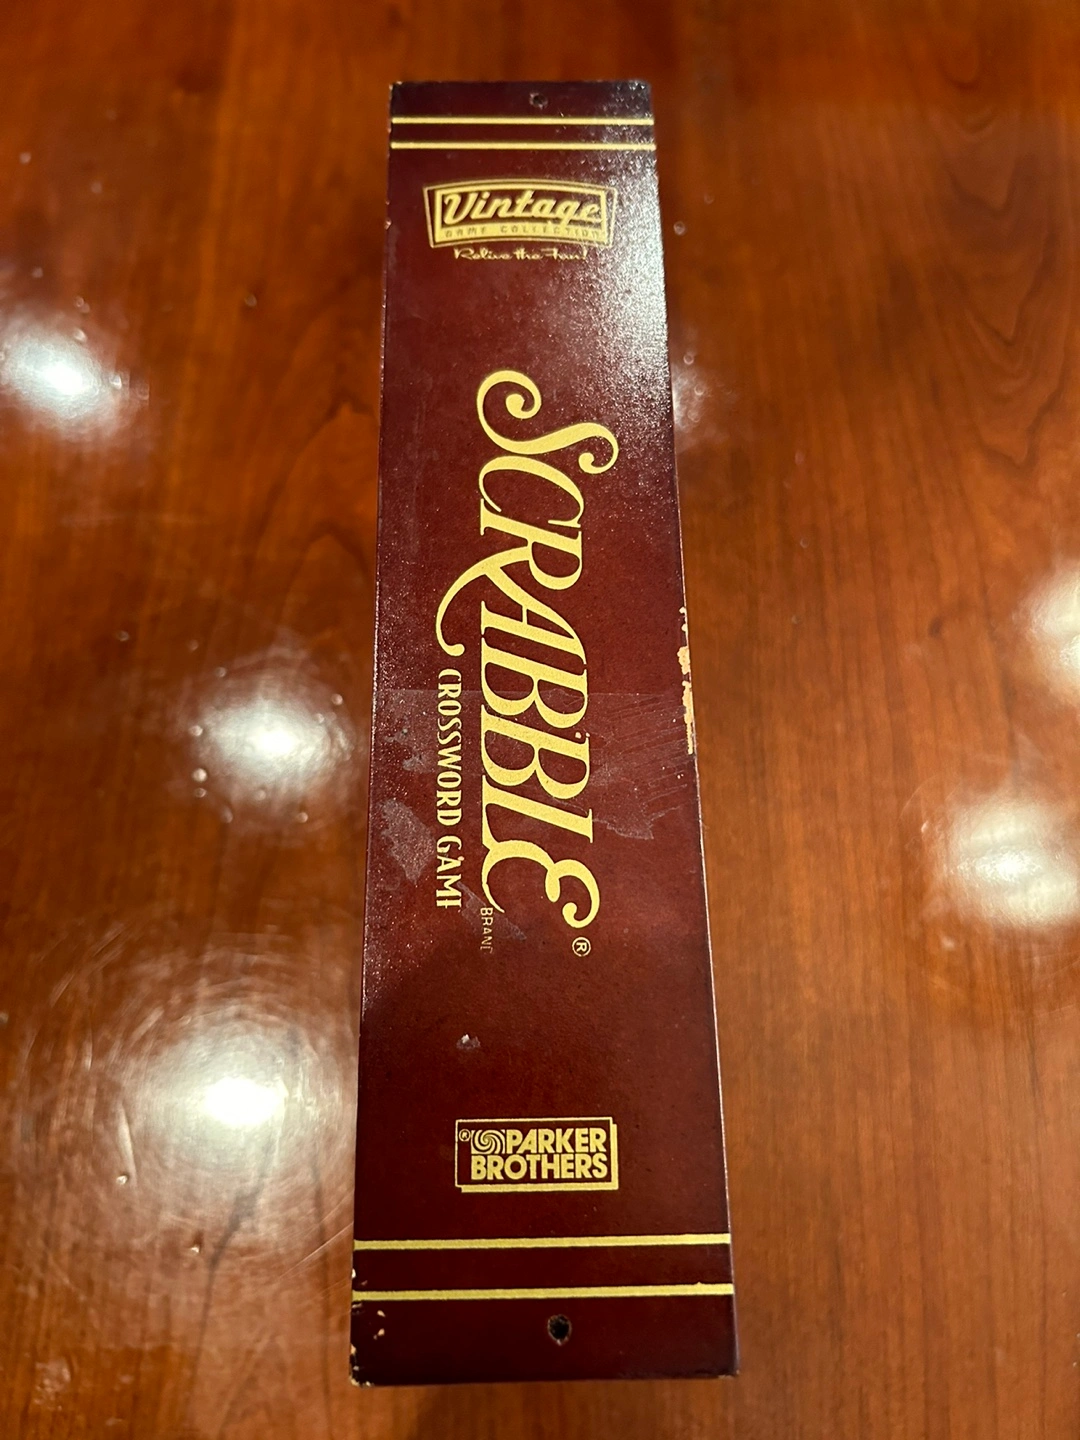 Vintage
GAME COLLECTION
Relive the Fun!
SCRABBLE®
BRAND
CROSSWORD GAME
® PARKER
BROTHERS